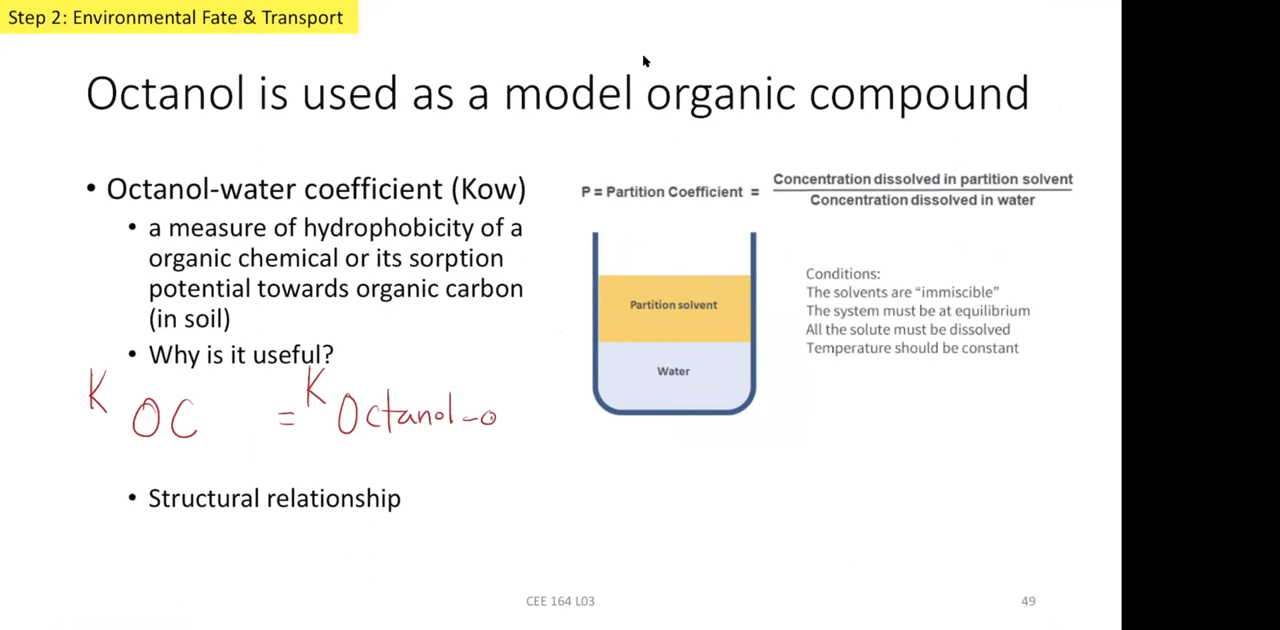 Step 2: Environmental Fate & Transport
Octanol is used as a model organic compound
• Octanol-water coefficient (Kow)
• a measure of hydrophobicity of a
organic chemical or its sorption
potential towards organic carbon
(in soil)
• Why is it useful?
K OC = K Octanol-o
• Structural relationship
P = Partition Coefficient =
Concentration dissolved in partition solvent
Concentration dissolved in water
Partition solvent
Water
Conditions:
The solvents are “immiscible”
The system must be at equilibrium
All the solute must be dissolved
Temperature should be constant
CEE 164 L03
49